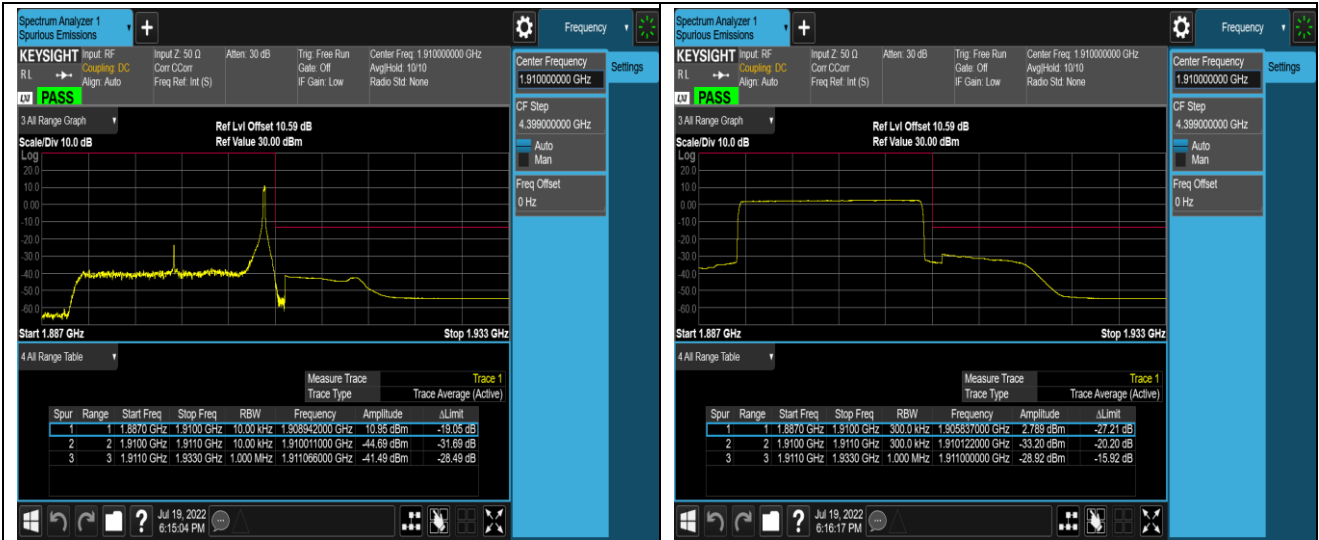 Spectrum Analyzer 1
Spurious Emissions
+
Frequency
KEYSIGHT Input: RF Input Z: 50 Ω Atten: 30 dB Trig: Free Run Center Freq: 1.910000000 GHz
RL Coupling: DC Corr CCorr Gate: Off Avg|Hold: 10/10
Align: Auto Freq Ref: Int (S) IF Gain: Low Radio Std: None
LXI PASS
Center Frequency
1.910000000 GHz
Settings
CF Step
4.399000000 GHz
Auto
Man
Freq Offset
0 Hz
3 All Range Graph
Ref Lvl Offset 10.59 dB
Scale/Div 10.0 dB Ref Value 30.00 dBm
Log
20.0
10.0
0.00
-10.0
-20.0
-30.0
-40.0
-50.0
-60.0
Start 1.887 GHz Stop 1.933 GHz
4 All Range Table
Measure Trace Trace 1
Trace Type Trace Average (Active)
Spur Range Start Freq Stop Freq RBW Frequency Amplitude ΔLimit
1 1 1.8870 GHz 1.9100 GHz 10.00 kHz 1.908942000 GHz 10.95 dBm -19.05 dB
2 2 1.9100 GHz 1.9110 GHz 10.00 kHz 1.910011000 GHz -44.69 dBm -31.69 dB
3 3 1.9110 GHz 1.9330 GHz 1.000 MHz 1.911066000 GHz -41.49 dBm -28.49 dB
? Jul 19, 2022
6:15:04 PM
Spectrum Analyzer 1
Spurious Emissions
+
Frequency
KEYSIGHT Input: RF Input Z: 50 Ω Atten: 30 dB Trig: Free Run Center Freq: 1.910000000 GHz
RL Coupling: DC Corr CCorr Gate: Off Avg|Hold: 10/10
Align: Auto Freq Ref: Int (S) IF Gain: Low Radio Std: None
LXI PASS
Center Frequency
1.910000000 GHz
Settings
CF Step
4.399000000 GHz
Auto
Man
Freq Offset
0 Hz
3 All Range Graph
Ref Lvl Offset 10.59 dB
Scale/Div 10.0 dB Ref Value 30.00 dBm
Log
20.0
10.0
0.00
-10.0
-20.0
-30.0
-40.0
-50.0
-60.0
Start 1.887 GHz Stop 1.933 GHz
4 All Range Table
Measure Trace Trace 1
Trace Type Trace Average (Active)
Spur Range Start Freq Stop Freq RBW Frequency Amplitude ΔLimit
1 1 1.8870 GHz 1.9100 GHz 300.0 kHz 1.905837000 GHz 2.789 dBm -27.21 dB
2 2 1.9100 GHz 1.9110 GHz 300.0 kHz 1.910122000 GHz -33.20 dBm -20.20 dB
3 3 1.9110 GHz 1.9330 GHz 1.000 MHz 1.911000000 GHz -28.92 dBm -15.92 dB
? Jul 19, 2022
6:16:17 PM